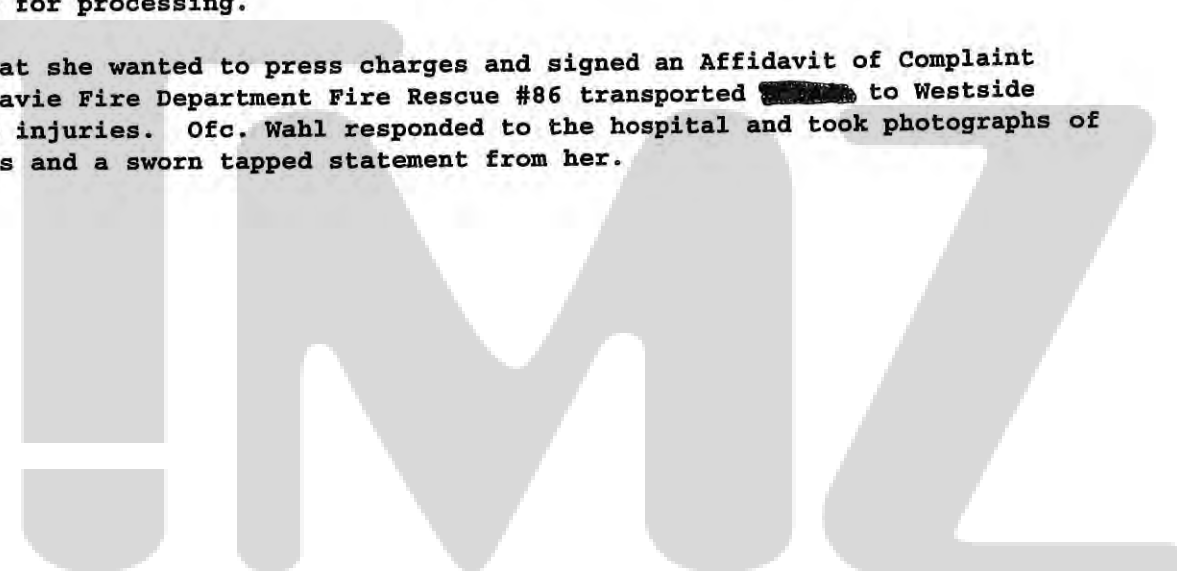 for processing.
at she wanted to press charges and signed an Affidavit of Complaint
avie Fire Department Fire Rescue #86 transported to Westside
injuries. Ofc. Wahl responded to the hospital and took photographs of
s and a sworn tapped statement from her.
TMZ